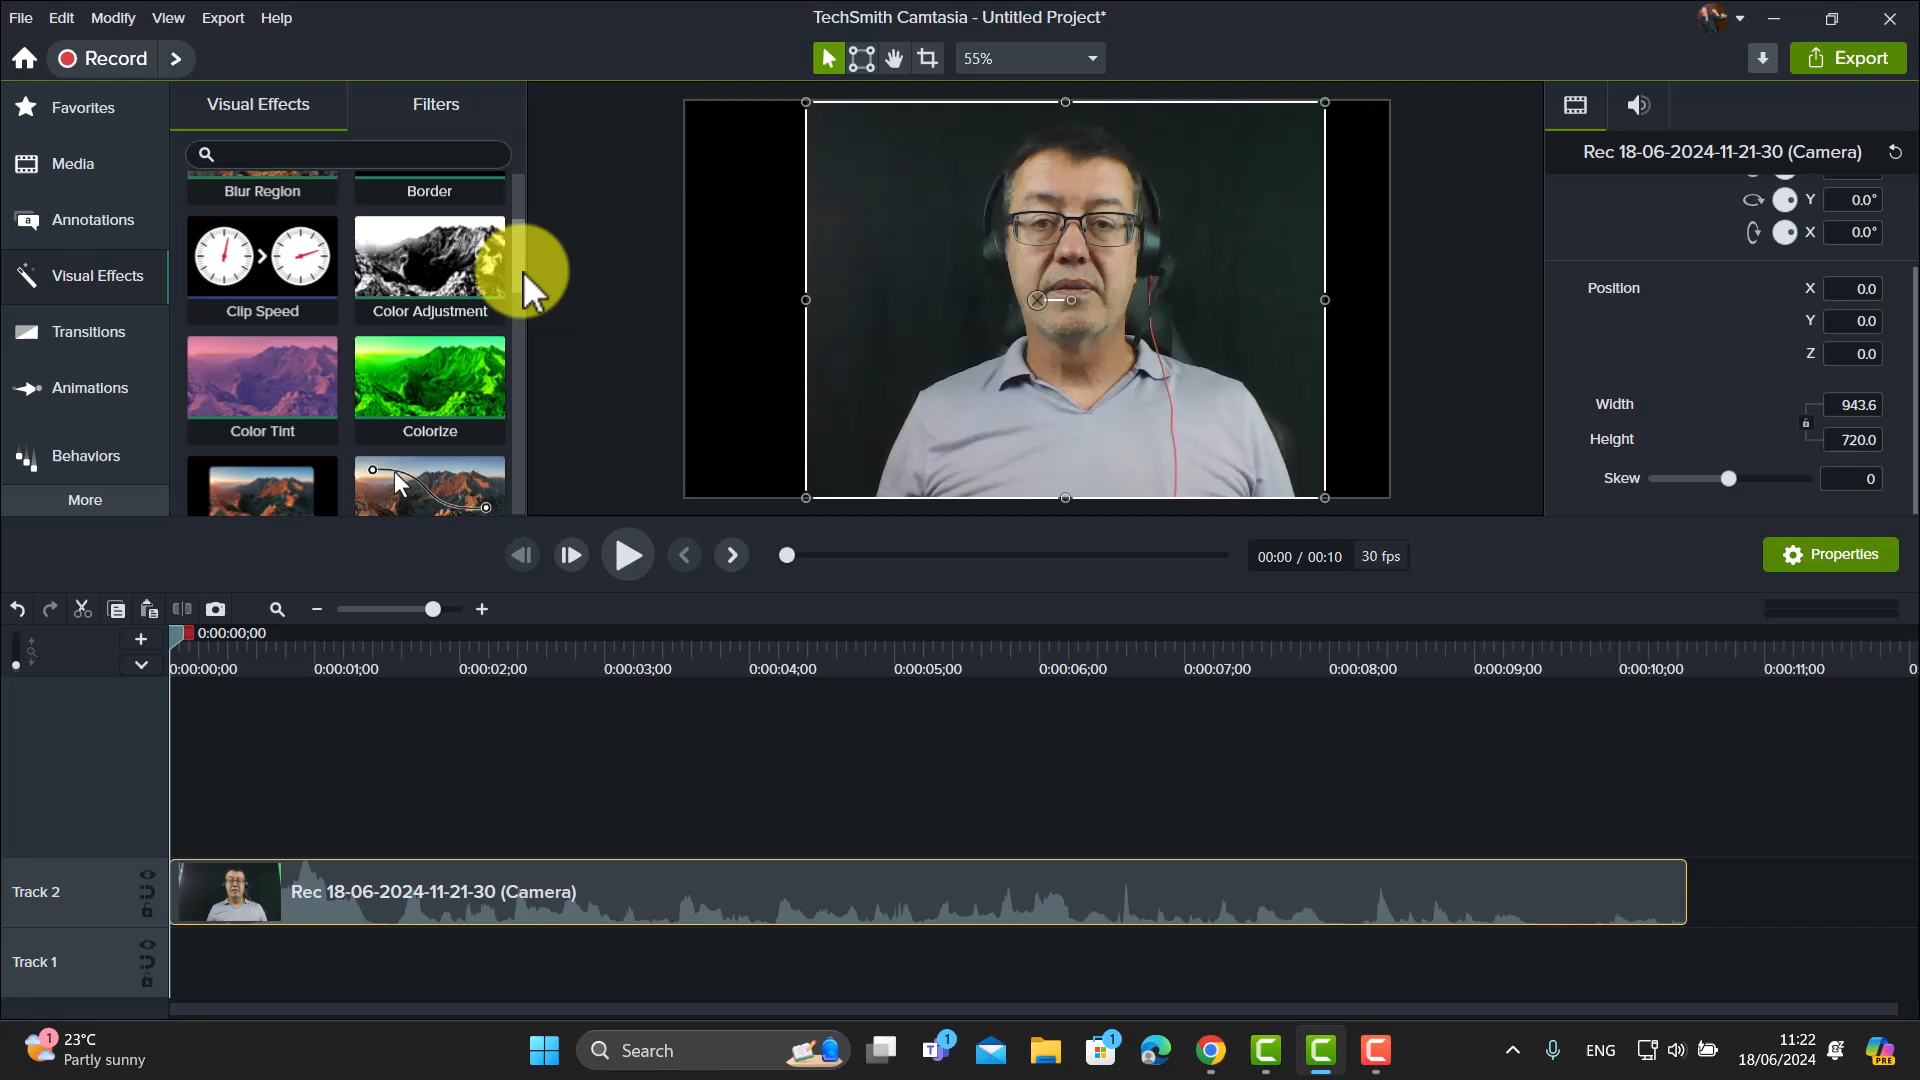 File Edit Modify View Export Help
TechSmith Camtasia - Untitled Project*
Record
55%
Export
Favorites
Media
Annotations
Visual Effects
Transitions
Animations
Behaviors
More
Visual Effects Filters
Blur Region Border
Clip Speed Color Adjustment
Color Tint Colorize
Rec 18-06-2024-11-21-30 (Camera)
Y 0.0°
X 0.0°
Position X 0.0
Y 0.0
Z 0.0
Width 943.6
Height 720.0
Skew 0
00:00 / 00:10 30 fps
Properties
0:00:00;00
0:00:00;00 0:00:01;00 0:00:02;00 0:00:03;00 0:00:04;00 0:00:05;00 0:00:06;00 0:00:07;00 0:00:08;00 0:00:09;00 0:00:10;00 0:00:11;00 0
Track 2
Rec 18-06-2024-11-21-30 (Camera)
Track 1
1
23°C
Partly sunny
Search
1
1
ENG
11:22
18/06/2024
PRE